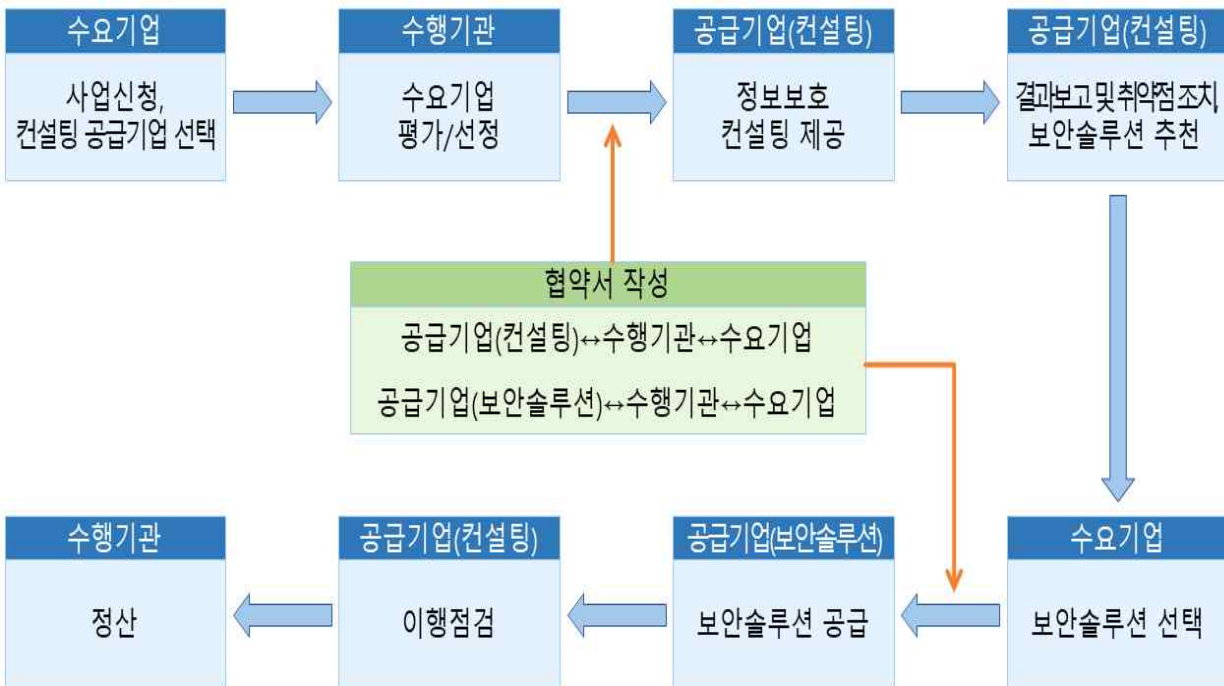 수요기업
사업신청,
컨설팅 공급기업 선택
수행기관
수요기업
평가/선정
공급기업(컨설팅)
정보보호
컨설팅 제공
공급기업(컨설팅)
결과보고 및 취약점 조치,
보안솔루션 추천
협약서 작성
공급기업(컨설팅)↔수행기관↔수요기업
공급기업(보안솔루션)↔수행기관↔수요기업
수행기관
정산
공급기업(컨설팅)
이행점검
공급기업(보안솔루션)
보안솔루션 공급
수요기업
보안솔루션 선택